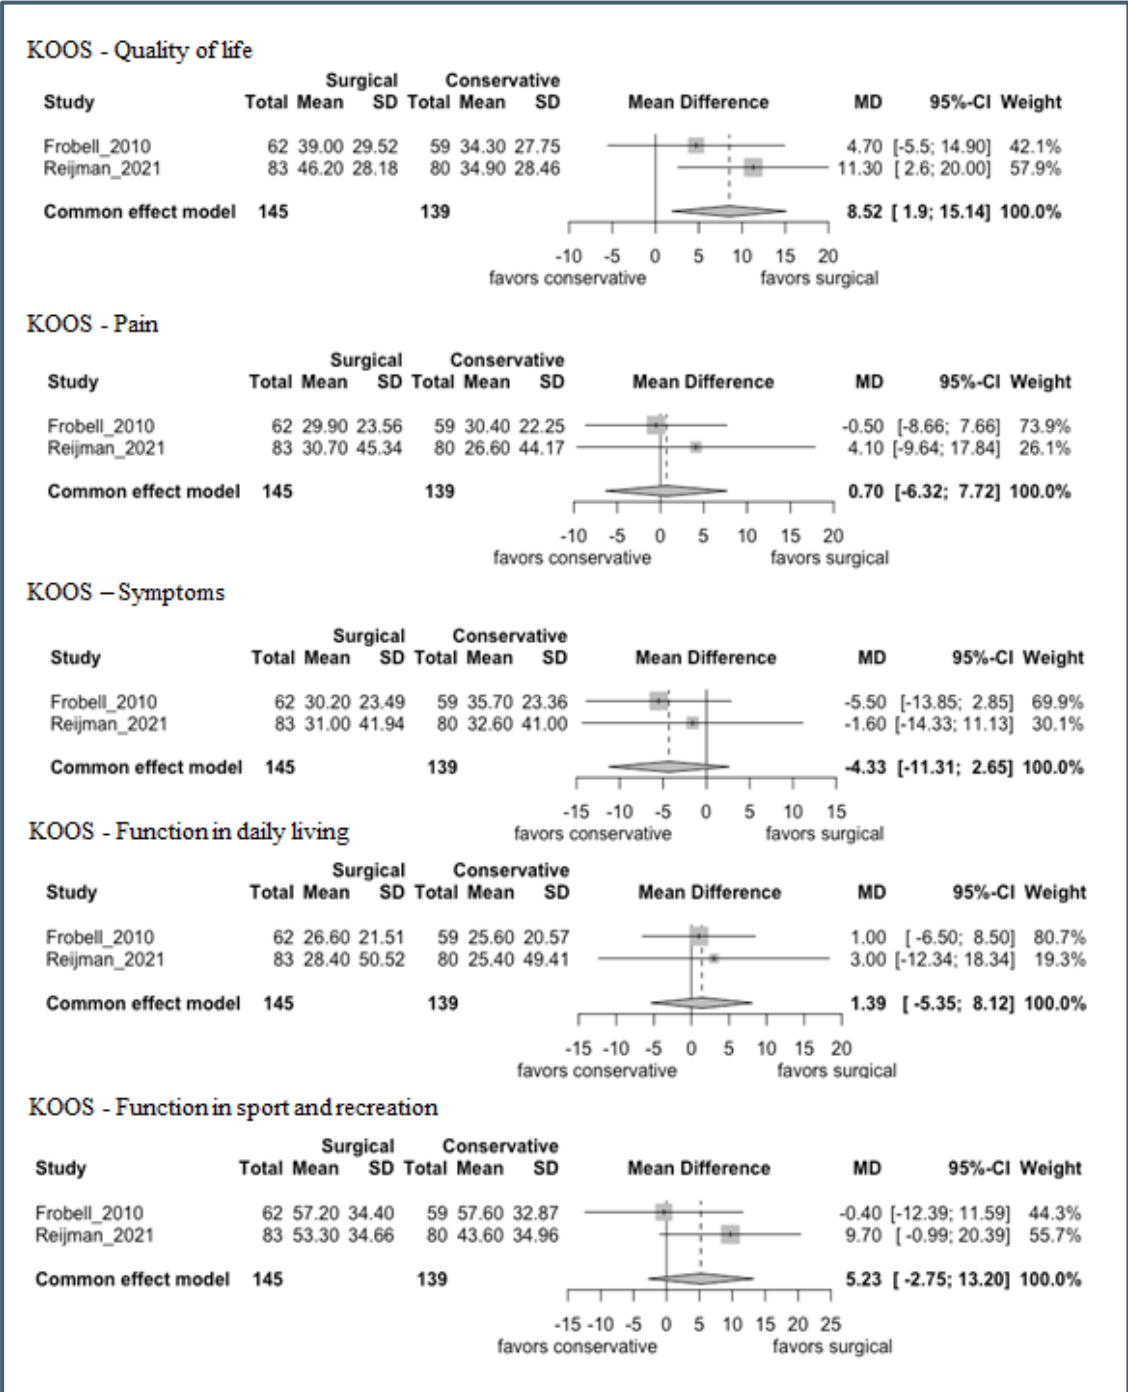 KOOS - Quality of life
Surgical Conservative
Study Total Mean SD Total Mean SD Mean Difference MD 95%-CI Weight
Frobell_2010 62 39.00 29.52 59 34.30 27.75 4.70 [-5.5; 14.90] 42.1%
Reijman_2021 83 46.20 28.18 80 34.90 28.46 11.30 [ 2.6; 20.00] 57.9%
Common effect model 145 139 8.52 [ 1.9; 15.14] 100.0%
-10 -5 0 5 10 15 20
favors conservative favors surgical
KOOS - Pain
Surgical Conservative
Study Total Mean SD Total Mean SD Mean Difference MD 95%-CI Weight
Frobell_2010 62 29.90 23.56 59 30.40 22.25 -0.50 [-8.66; 7.66] 73.9%
Reijman_2021 83 30.70 45.34 80 26.60 44.17 4.10 [-9.64; 17.84] 26.1%
Common effect model 145 139 0.70 [-6.32; 7.72] 100.0%
-10 -5 0 5 10 15 20
favors conservative favors surgical
KOOS – Symptoms
Surgical Conservative
Study Total Mean SD Total Mean SD Mean Difference MD 95%-CI Weight
Frobell_2010 62 30.20 23.49 59 35.70 23.36 -5.50 [-13.85; 2.85] 69.9%
Reijman_2021 83 31.00 41.94 80 32.60 41.00 -1.60 [-14.33; 11.13] 30.1%
Common effect model 145 139 -4.33 [-11.31; 2.65] 100.0%
-15 -10 -5 0 5 10 15
favors conservative favors surgical
KOOS - Function in daily living
Surgical Conservative
Study Total Mean SD Total Mean SD Mean Difference MD 95%-CI Weight
Frobell_2010 62 26.60 21.51 59 25.60 20.57 1.00 [ -6.50; 8.50] 80.7%
Reijman_2021 83 28.40 50.52 80 25.40 49.41 3.00 [-12.34; 18.34] 19.3%
Common effect model 145 139 1.39 [ -5.35; 8.12] 100.0%
-15 -10 -5 0 5 10 15 20
favors conservative favors surgical
KOOS - Function in sport and recreation
Surgical Conservative
Study Total Mean SD Total Mean SD Mean Difference MD 95%-CI Weight
Frobell_2010 62 57.20 34.40 59 57.60 32.87 -0.40 [-12.39; 11.59] 44.3%
Reijman_2021 83 53.30 34.66 80 43.60 34.96 9.70 [ -0.99; 20.39] 55.7%
Common effect model 145 139 5.23 [ -2.75; 13.20] 100.0%
-15 -10 -5 0 5 10 15 20 25
favors conservative favors surgical